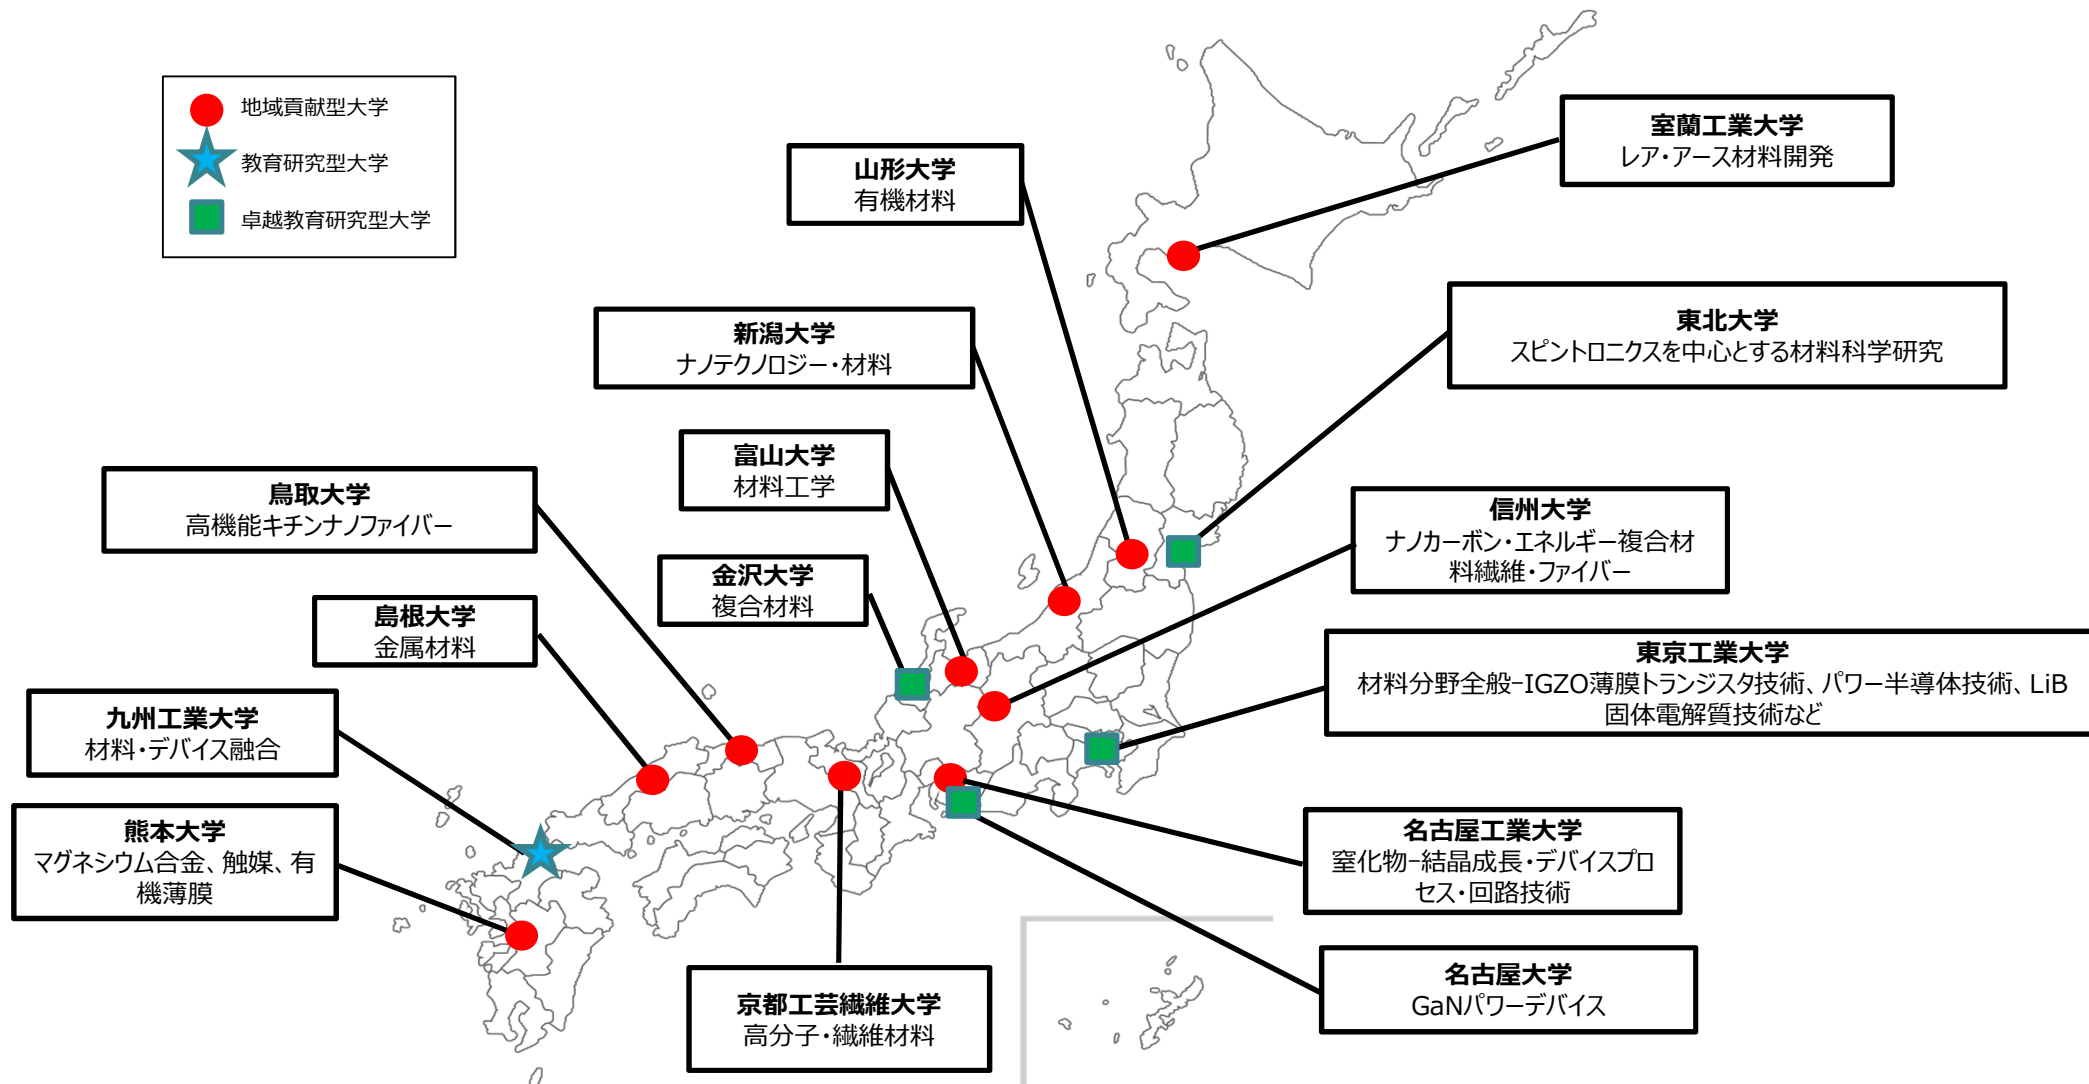 地域貢献型大学
教育研究型大学
卓越教育研究型大学
室蘭工業大学
レア・アース材料開発
山形大学
有機材料
東北大学
スピントロニクスを中心とする材料科学研究
新潟大学
ナノテクノロジー・材料
富山大学
材料工学
鳥取大学
高機能キチンナノファイバー
信州大学
ナノカーボン・エネルギー複合材
料繊維・ファイバー
金沢大学
複合材料
島根大学
金属材料
東京工業大学
材料分野全般-IGZO薄膜トランジスタ技術、パワー半導体技術、LiB
固体電解質技術など
九州工業大学
材料・デバイス融合
熊本大学
マグネシウム合金、触媒、有
機薄膜
名古屋工業大学
窒化物-結晶成長・デバイスプロ
セス・回路技術
京都工芸繊維大学
高分子・繊維材料
名古屋大学
GaNパワーデバイス